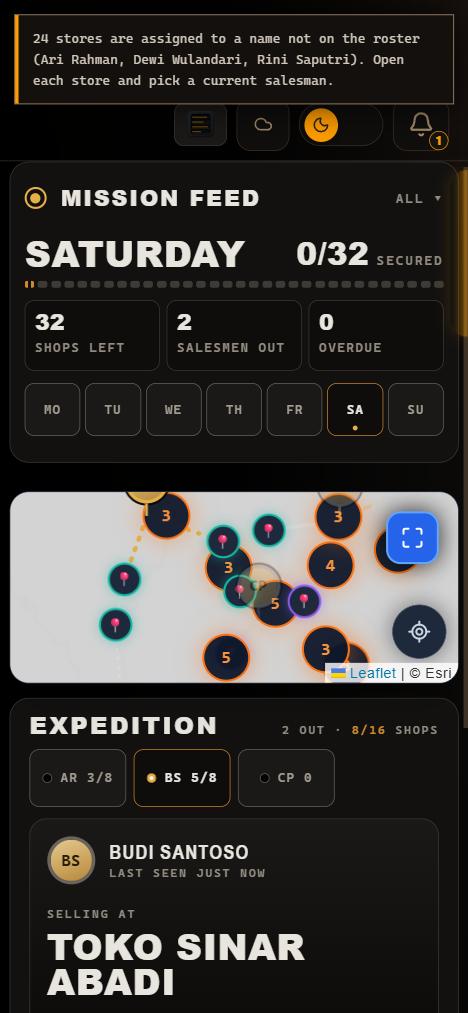 24 stores are assigned to a name not on the roster
(Ari Rahman, Dewi Wulandari, Rini Saputri). Open
each store and pick a current salesman.
1
MISSION FEED
ALL ▾
SATURDAY
0/32 SECURED
32
SHOPS LEFT
2
SALESMEN OUT
0
OVERDUE
MO
TU
WE
TH
FR
SA
SU
3
3
3
4
CP
5
5
3
Leaflet | © Esri
EXPEDITION
2 OUT · 8/16 SHOPS
AR 3/8
BS 5/8
CP 0
BS
BUDI SANTOSO
LAST SEEN JUST NOW
SELLING AT
TOKO SINAR
ABADI